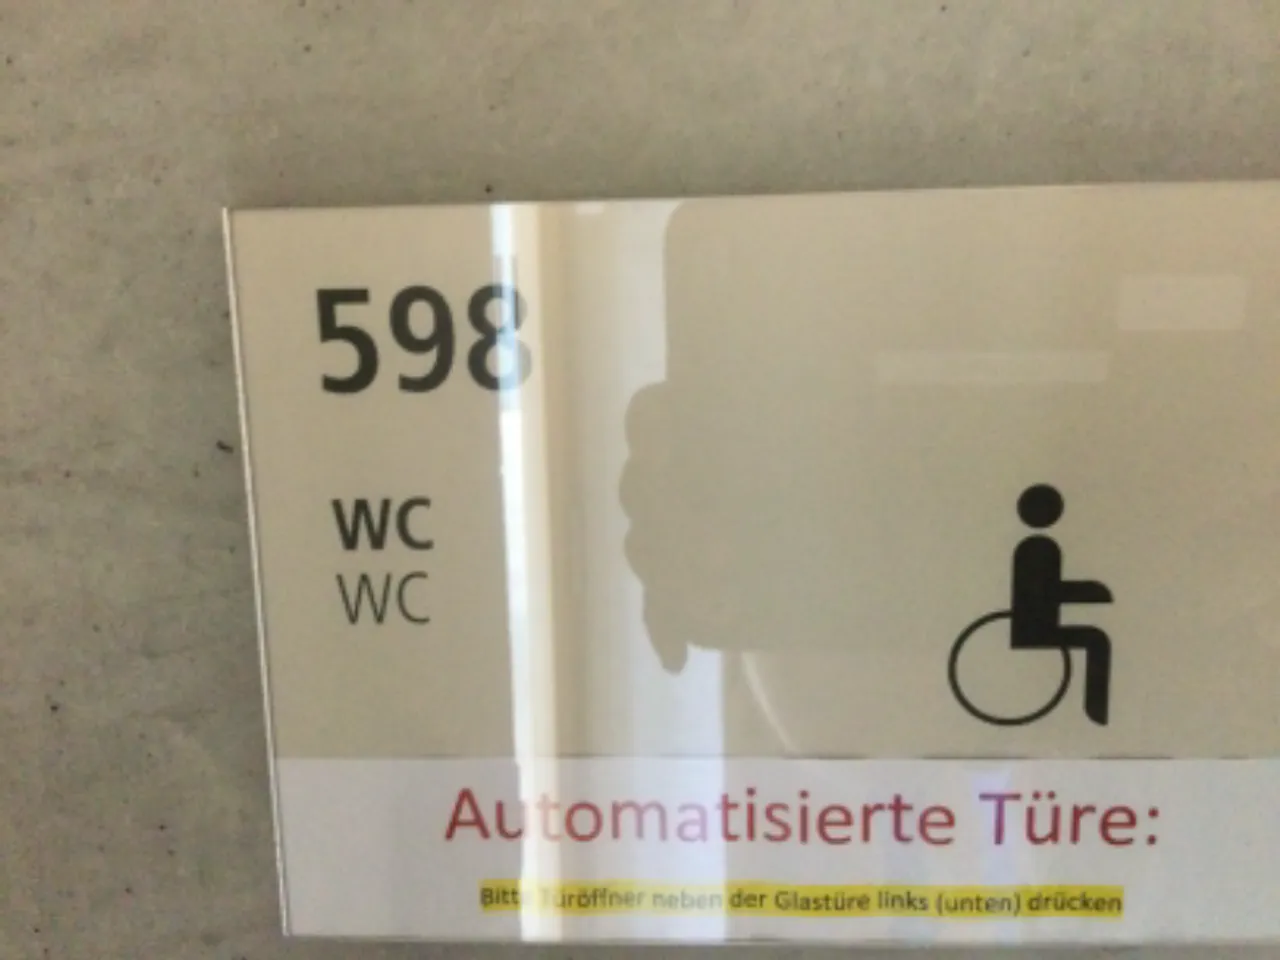 598
WC
WC
Automatisierte Türe:
Bitte Türöffner neben der Glastüre links (unten) drücken